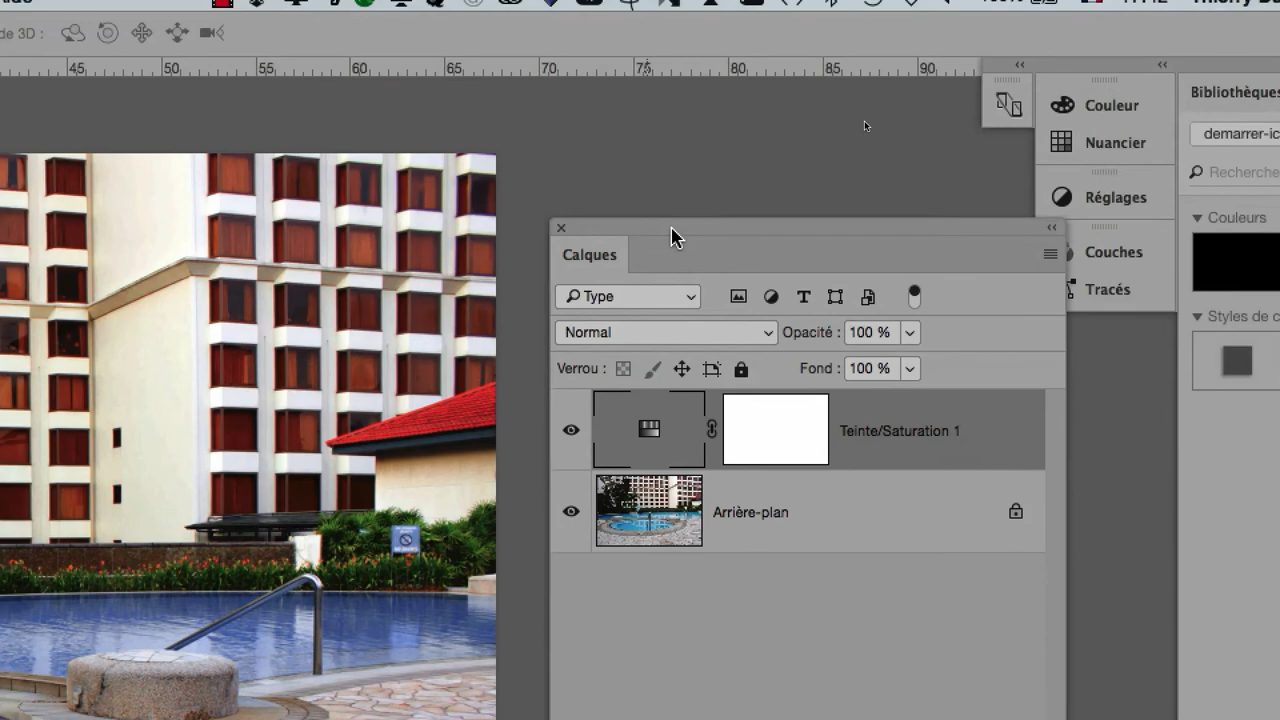 de 3D :
45 50 55 60 65 70 75 80 85 90
Couleur
Nuancier
Réglages
Couches
Tracés
Bibliothèques
demarrer-ic
Recherche
Couleurs
Styles de c
Calques
Type
Normal
Opacité : 100 %
Verrou :
Fond : 100 %
Teinte/Saturation 1
Arrière-plan